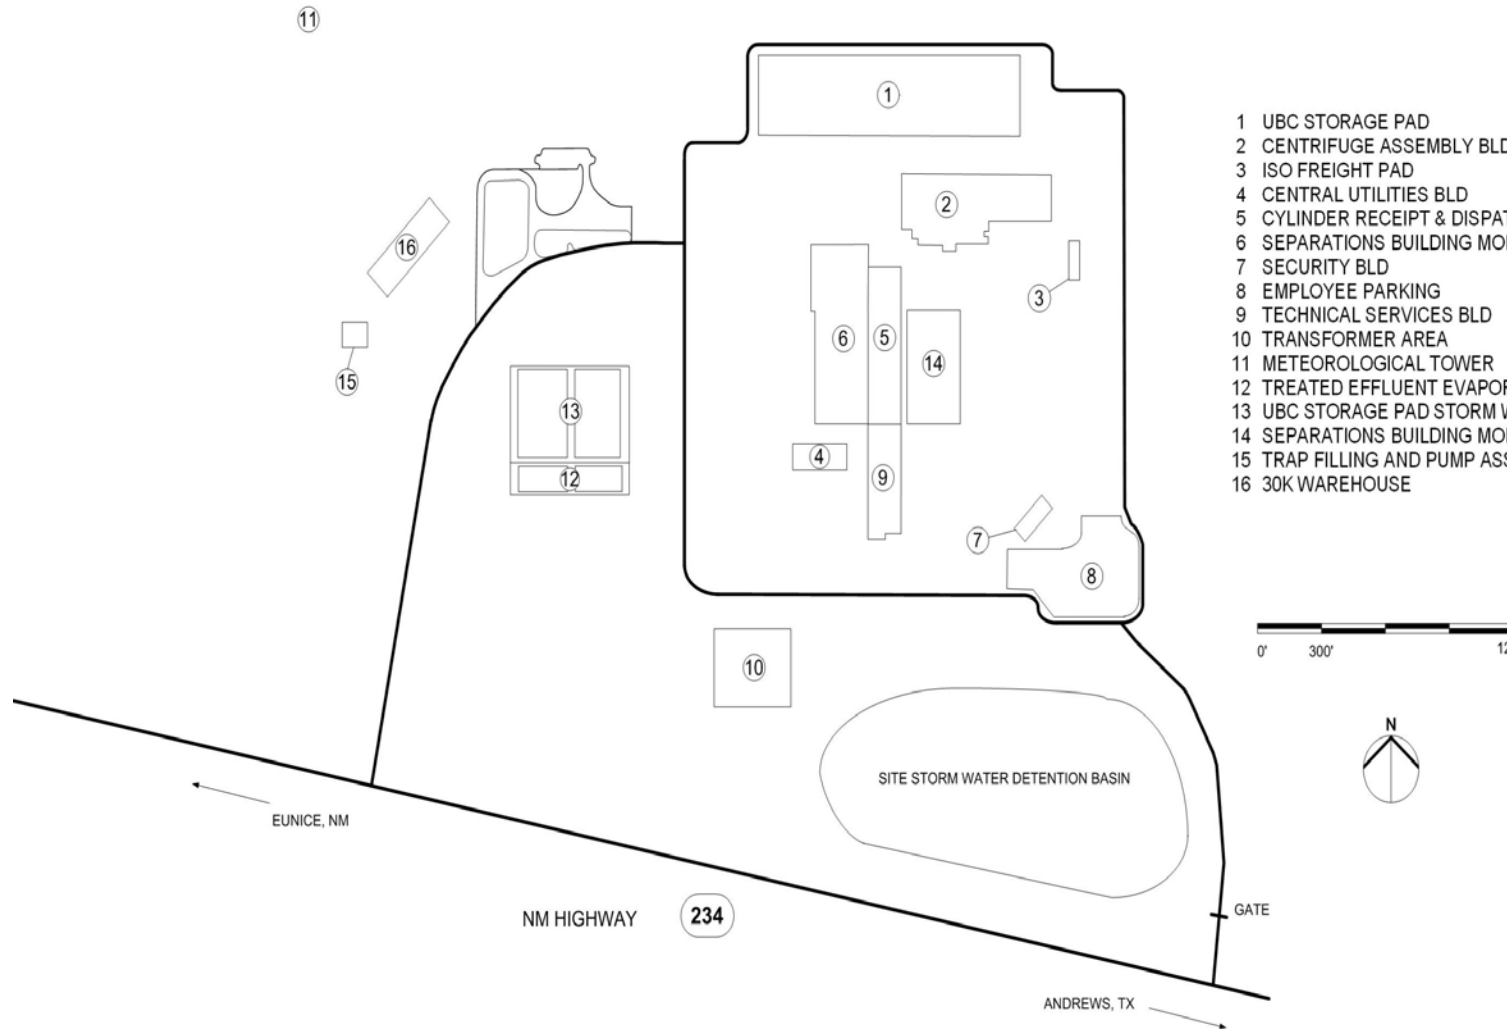 11
1
1 UBC STORAGE PAD
2 CENTRIFUGE ASSEMBLY BLD
3 ISO FREIGHT PAD
4 CENTRAL UTILITIES BLD
5 CYLINDER RECEIPT & DISPAT
6 SEPARATIONS BUILDING MO
7 SECURITY BLD
8 EMPLOYEE PARKING
9 TECHNICAL SERVICES BLD
10 TRANSFORMER AREA
11 METEOROLOGICAL TOWER
12 TREATED EFFLUENT EVAPOR
13 UBC STORAGE PAD STORM W
14 SEPARATIONS BUILDING MO
15 TRAP FILLING AND PUMP ASS
16 30K WAREHOUSE
2
16
3
6
5
14
15
13
4
12
9
7
8
0' 300' 12
10
N
SITE STORM WATER DETENTION BASIN
EUNICE, NM
NM HIGHWAY 234
GATE
ANDREWS, TX